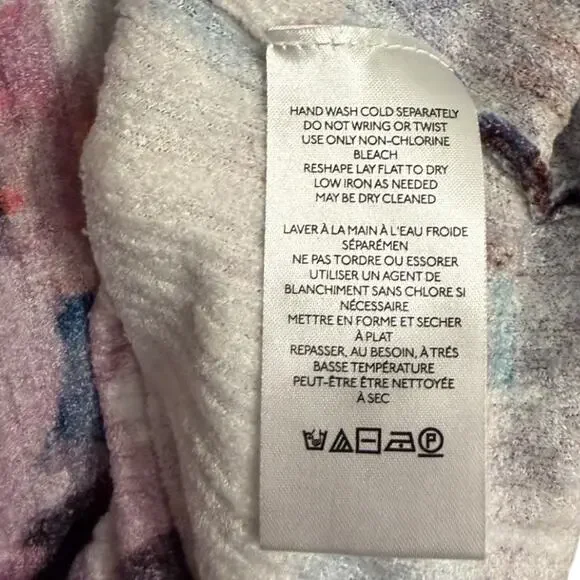 HAND WASH COLD SEPARATELY
DO NOT WRING OR TWIST
USE ONLY NON-CHLORINE
BLEACH
RESHAPE LAY FLAT TO DRY
LOW IRON AS NEEDED
MAY BE DRY CLEANED
LAVER À LA MAIN À L'EAU FROIDE
SÉPARÉMEN
NE PAS TORDRE OU ESSORER
UTILISER UN AGENT DE
BLANCHIMENT SANS CHLORE SI
NÉCESSAIRE
METTRE EN FORME ET SECHER
À PLAT
REPASSER, AU BESOIN, À TRÉS
BASSE TEMPÉRATURE
PEUT-ÊTRE ÊTRE NETTOYÉE
À SEC
P